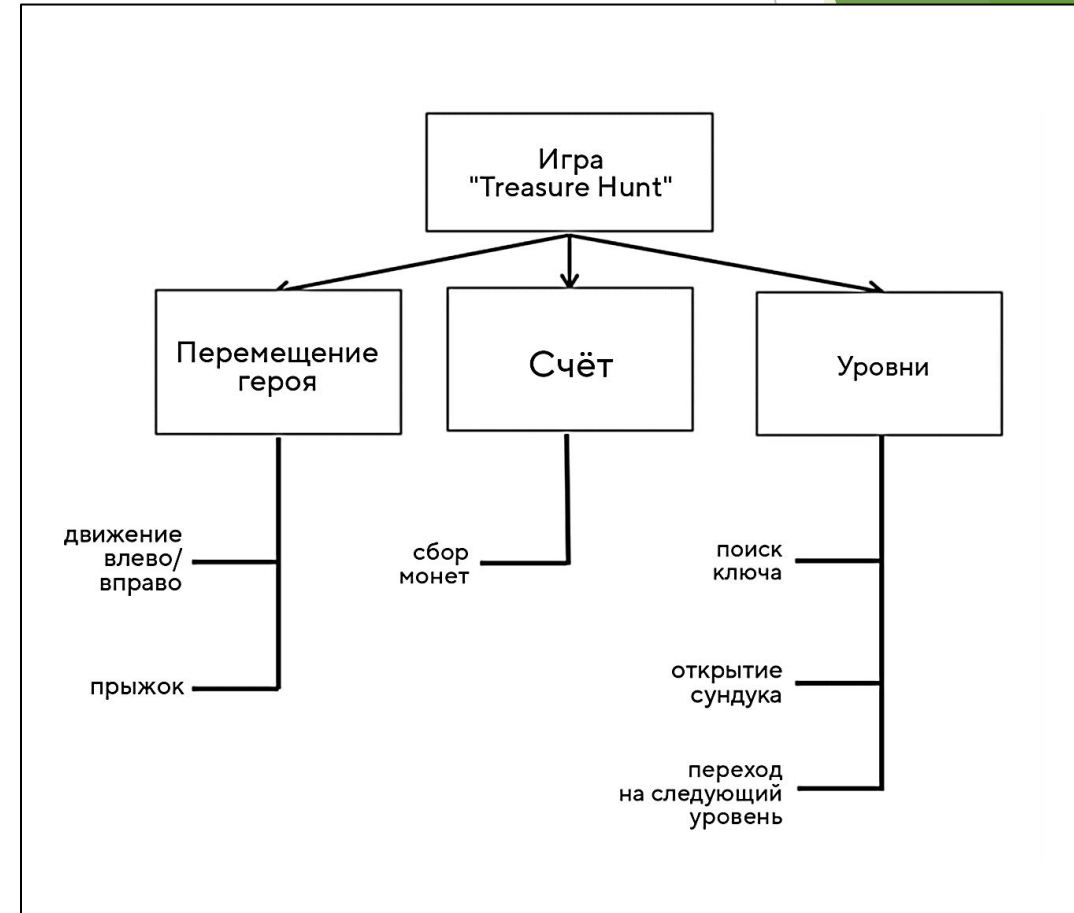 Игра
"Treasure Hunt"
Перемещение
героя
Счёт
Уровни
движение
влево/
вправо
прыжок
сбор
монет
поиск
ключа
открытие
сундука
переход
на следующий
уровень